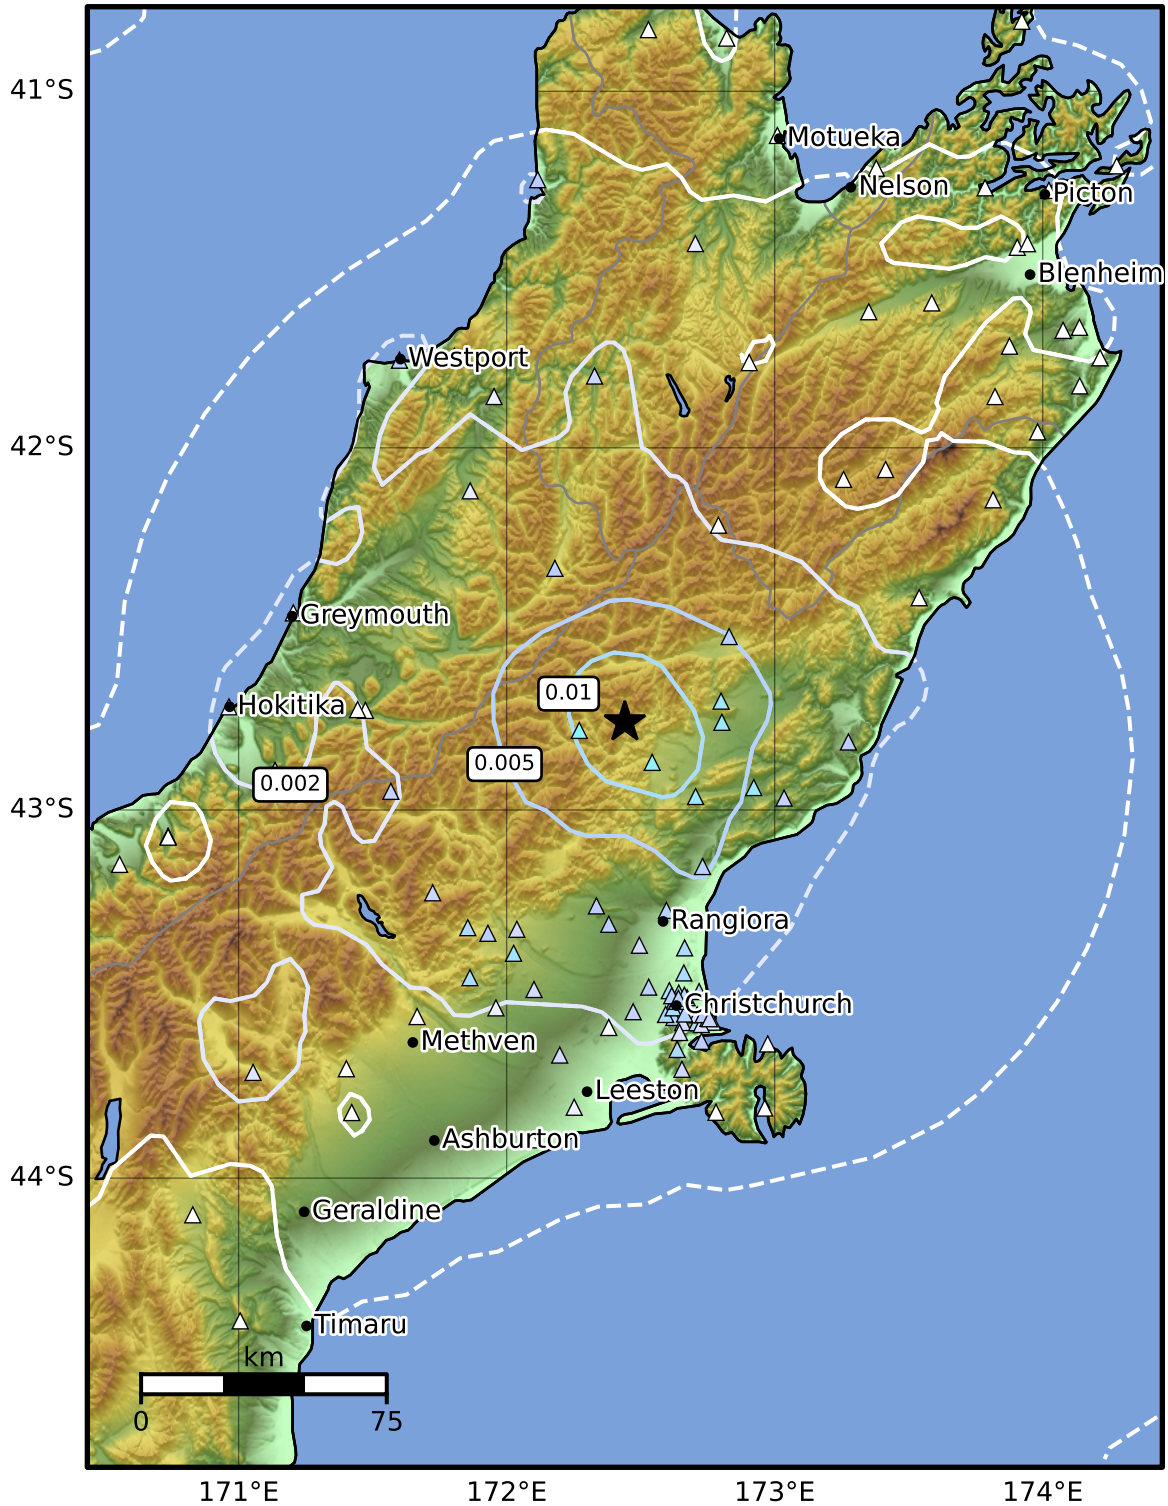 41°S
Motueka
Nelson
Picton
Blenheim
Westport
42°S
Greymouth
0.01
Hokitika
0.005
0.002
43°S
Rangiora
Christchurch
Methven
Leeston
Ashburton
44°S
Geraldine
Timaru
km
0 75
171°E 172°E 173°E 174°E